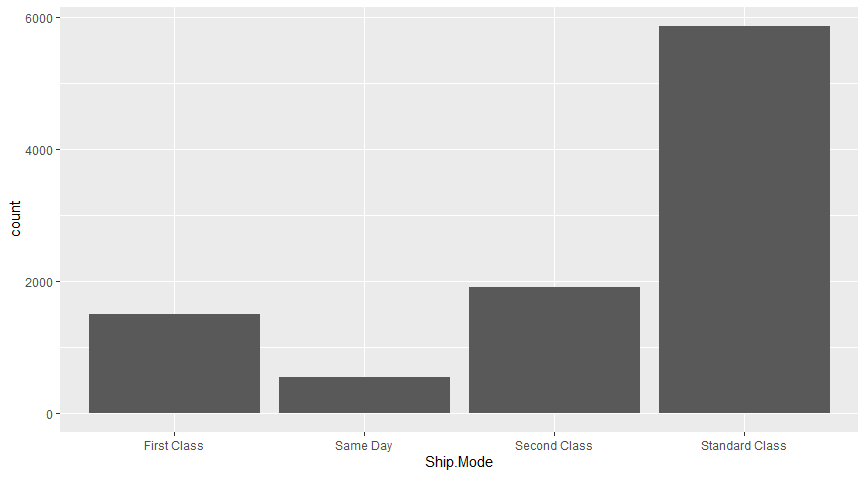 6000
4000
2000
0
count
First Class
Same Day
Second Class
Standard Class
Ship.Mode